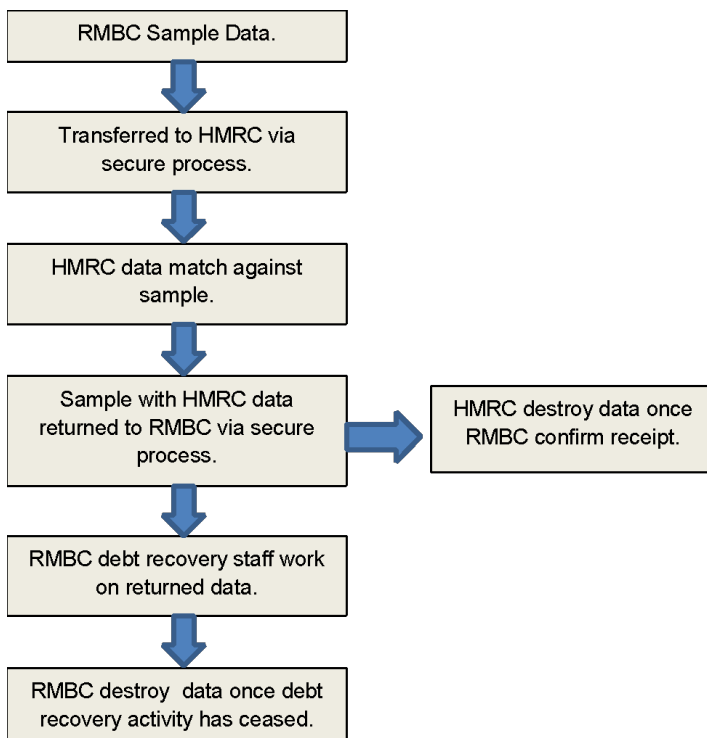 RMBC Sample Data.
Transferred to HMRC via
secure process.
HMRC data match against
sample.
Sample with HMRC data
returned to RMBC via secure
process.
HMRC destroy data once
RMBC confirm receipt.
RMBC debt recovery staff work
on returned data.
RMBC destroy  data once debt
recovery activity has ceased.